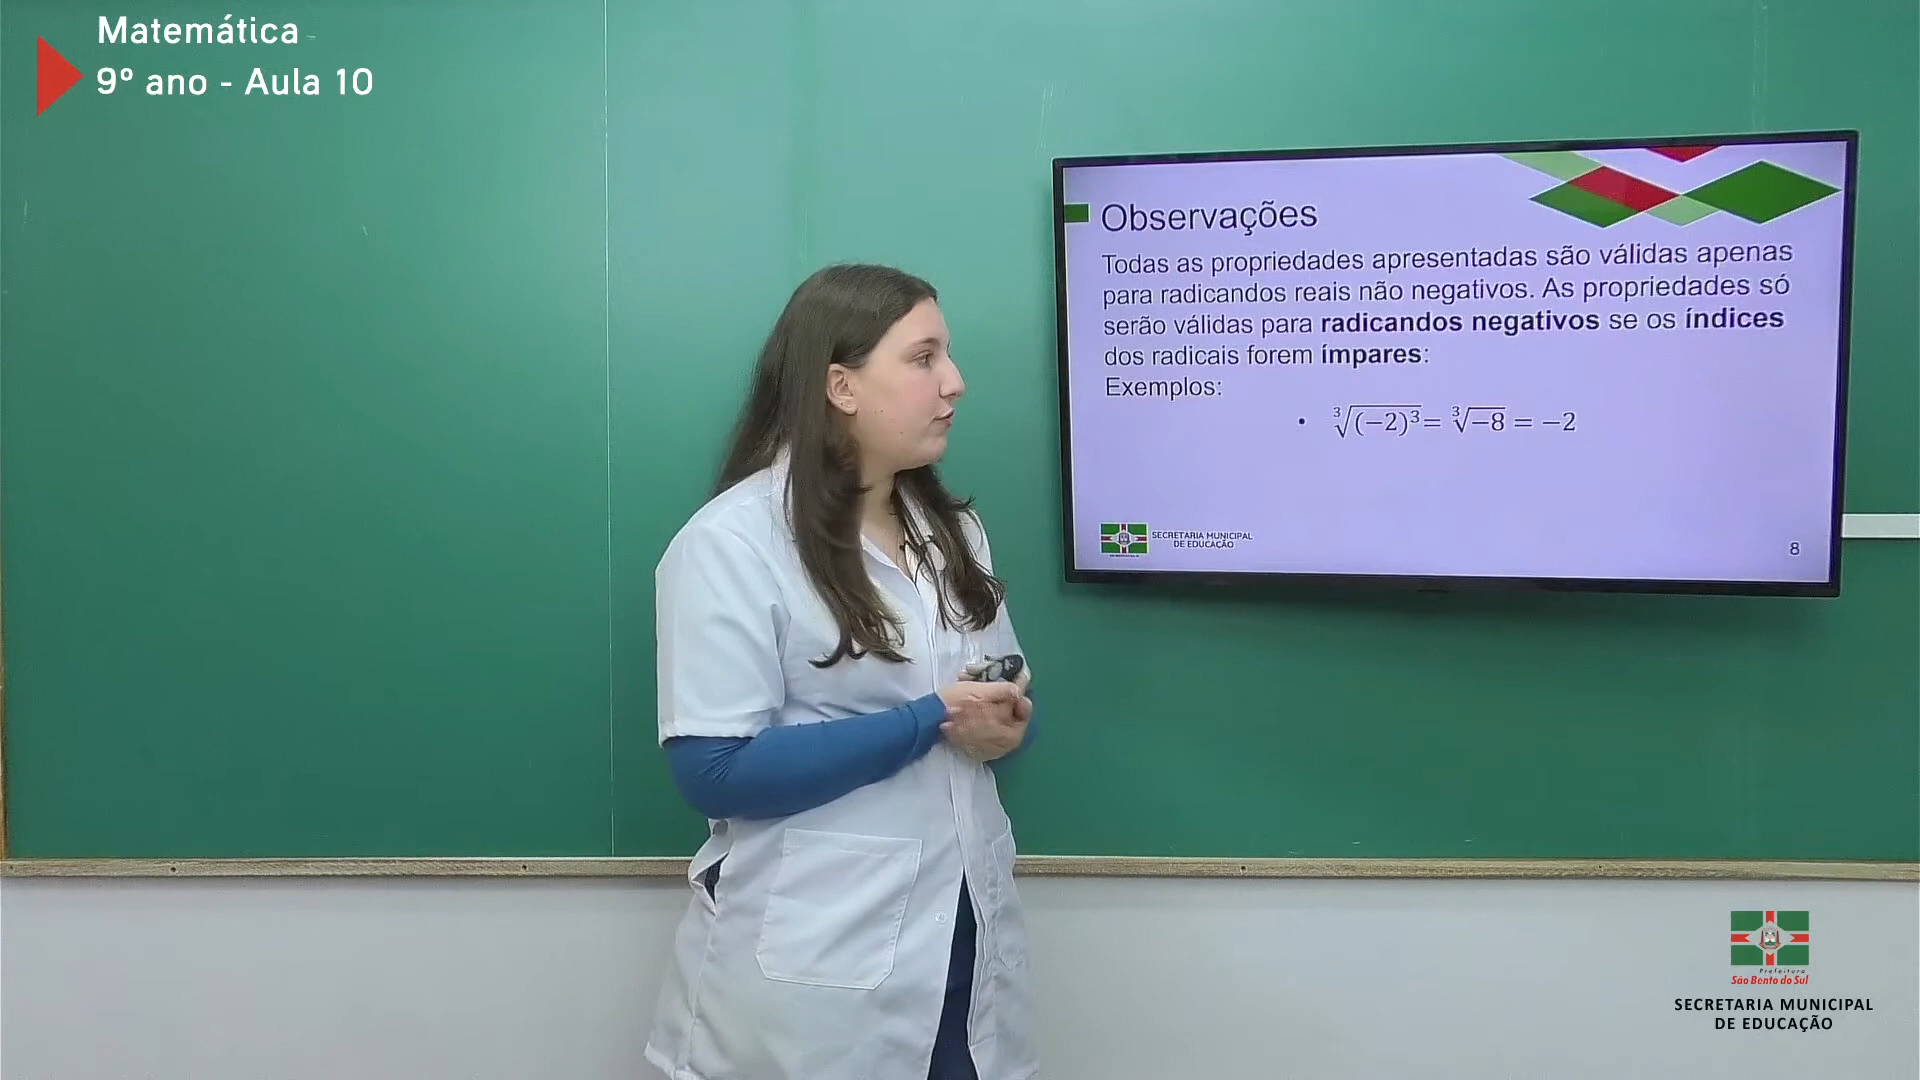 Matemática
9º ano - Aula 10
Observações
Todas as propriedades apresentadas são válidas apenas
para radicandos reais não negativos. As propriedades só
serão válidas para radicandos negativos se os índices
dos radicais forem ímpares:
Exemplos:
• ∛(−2)³= ∛−8 = −2
SECRETARIA MUNICIPAL
DE EDUCAÇÃO
8
Prefeitura
São Bento do Sul
SECRETARIA MUNICIPAL
DE EDUCAÇÃO